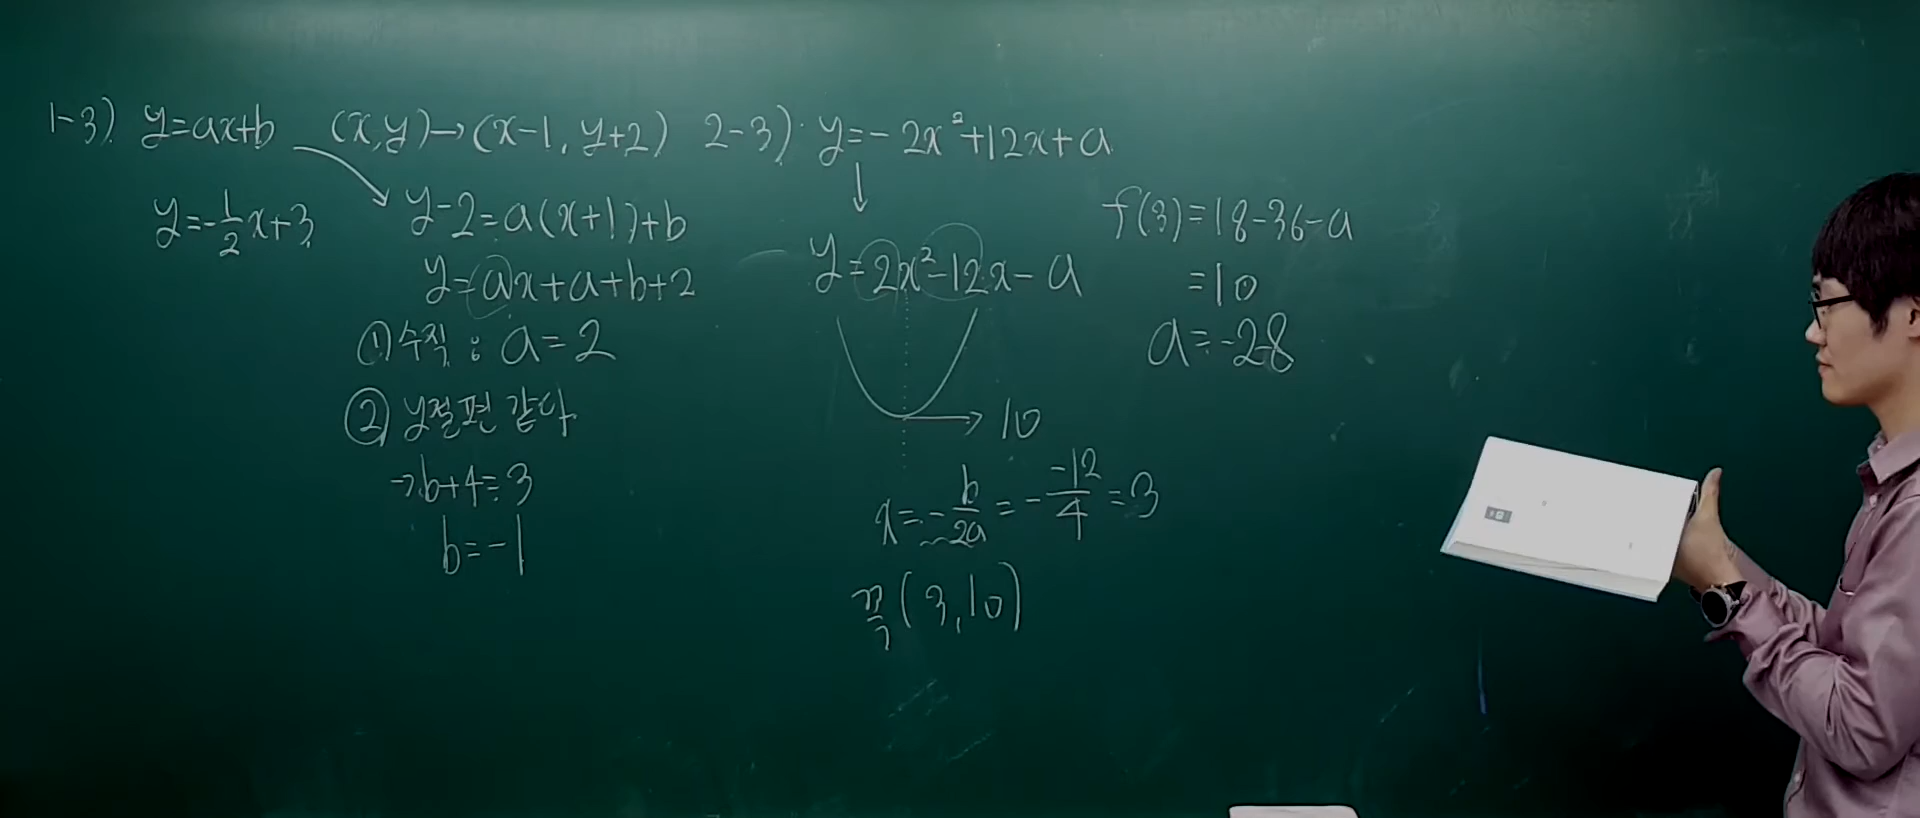 1-3) y=ax+b (x,y)→(x-1, y+2)
y=-1/2x+3
y-2=a(x+1)+b
y=ax+a+b+2
① 수직 : a=2
② y절편 같다.
→b+4=3
b=-1
2-3) y=-2x²+12x+a
y=2x²-12x-a
10
x=-b/2a=-(-12)/4=3
(3,10)
f(3)=18-36-a
=10
a=-28